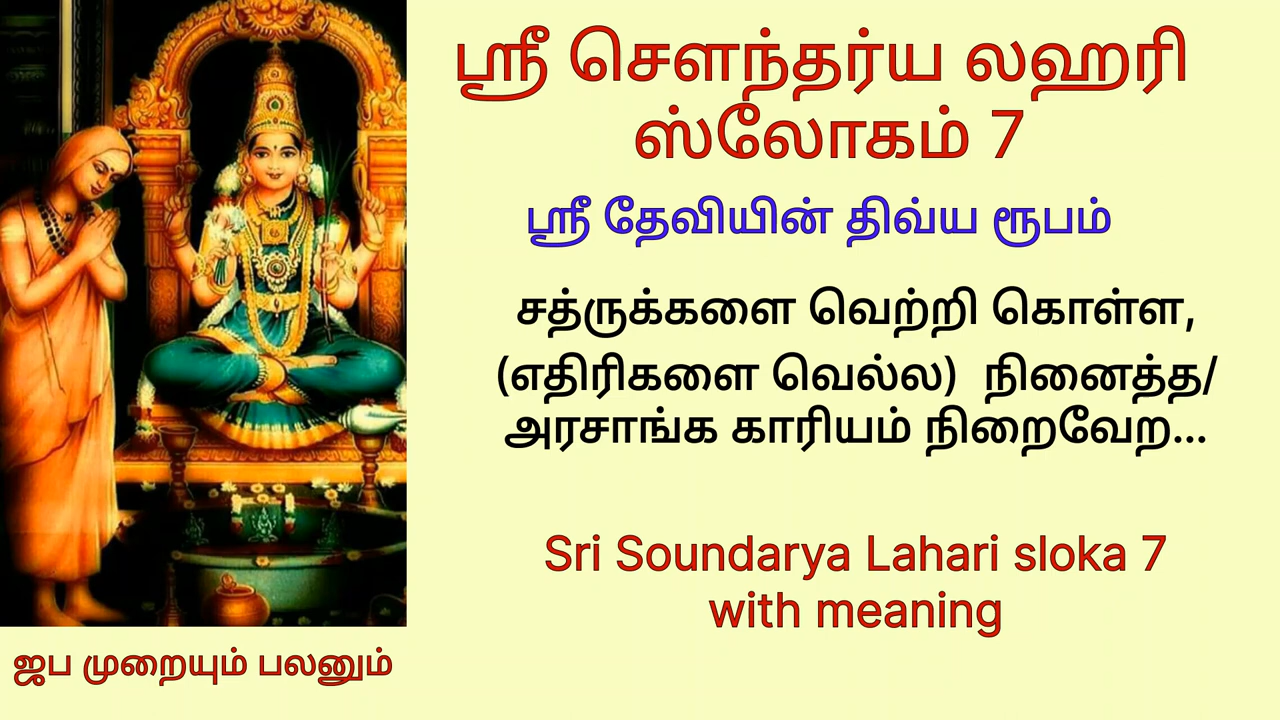 ஸ்ரீ சௌந்தர்ய லஹரி
ஸ்லோகம் 7
ஸ்ரீ தேவியின் திவ்ய ரூபம்
சத்ருக்களை வெற்றி கொள்ள,
(எதிரிகளை வெல்ல) நினைத்த/
அரசாங்க காரியம் நிறைவேற...
Sri Soundarya Lahari sloka 7
with meaning
ஜப முறையும் பலனும்